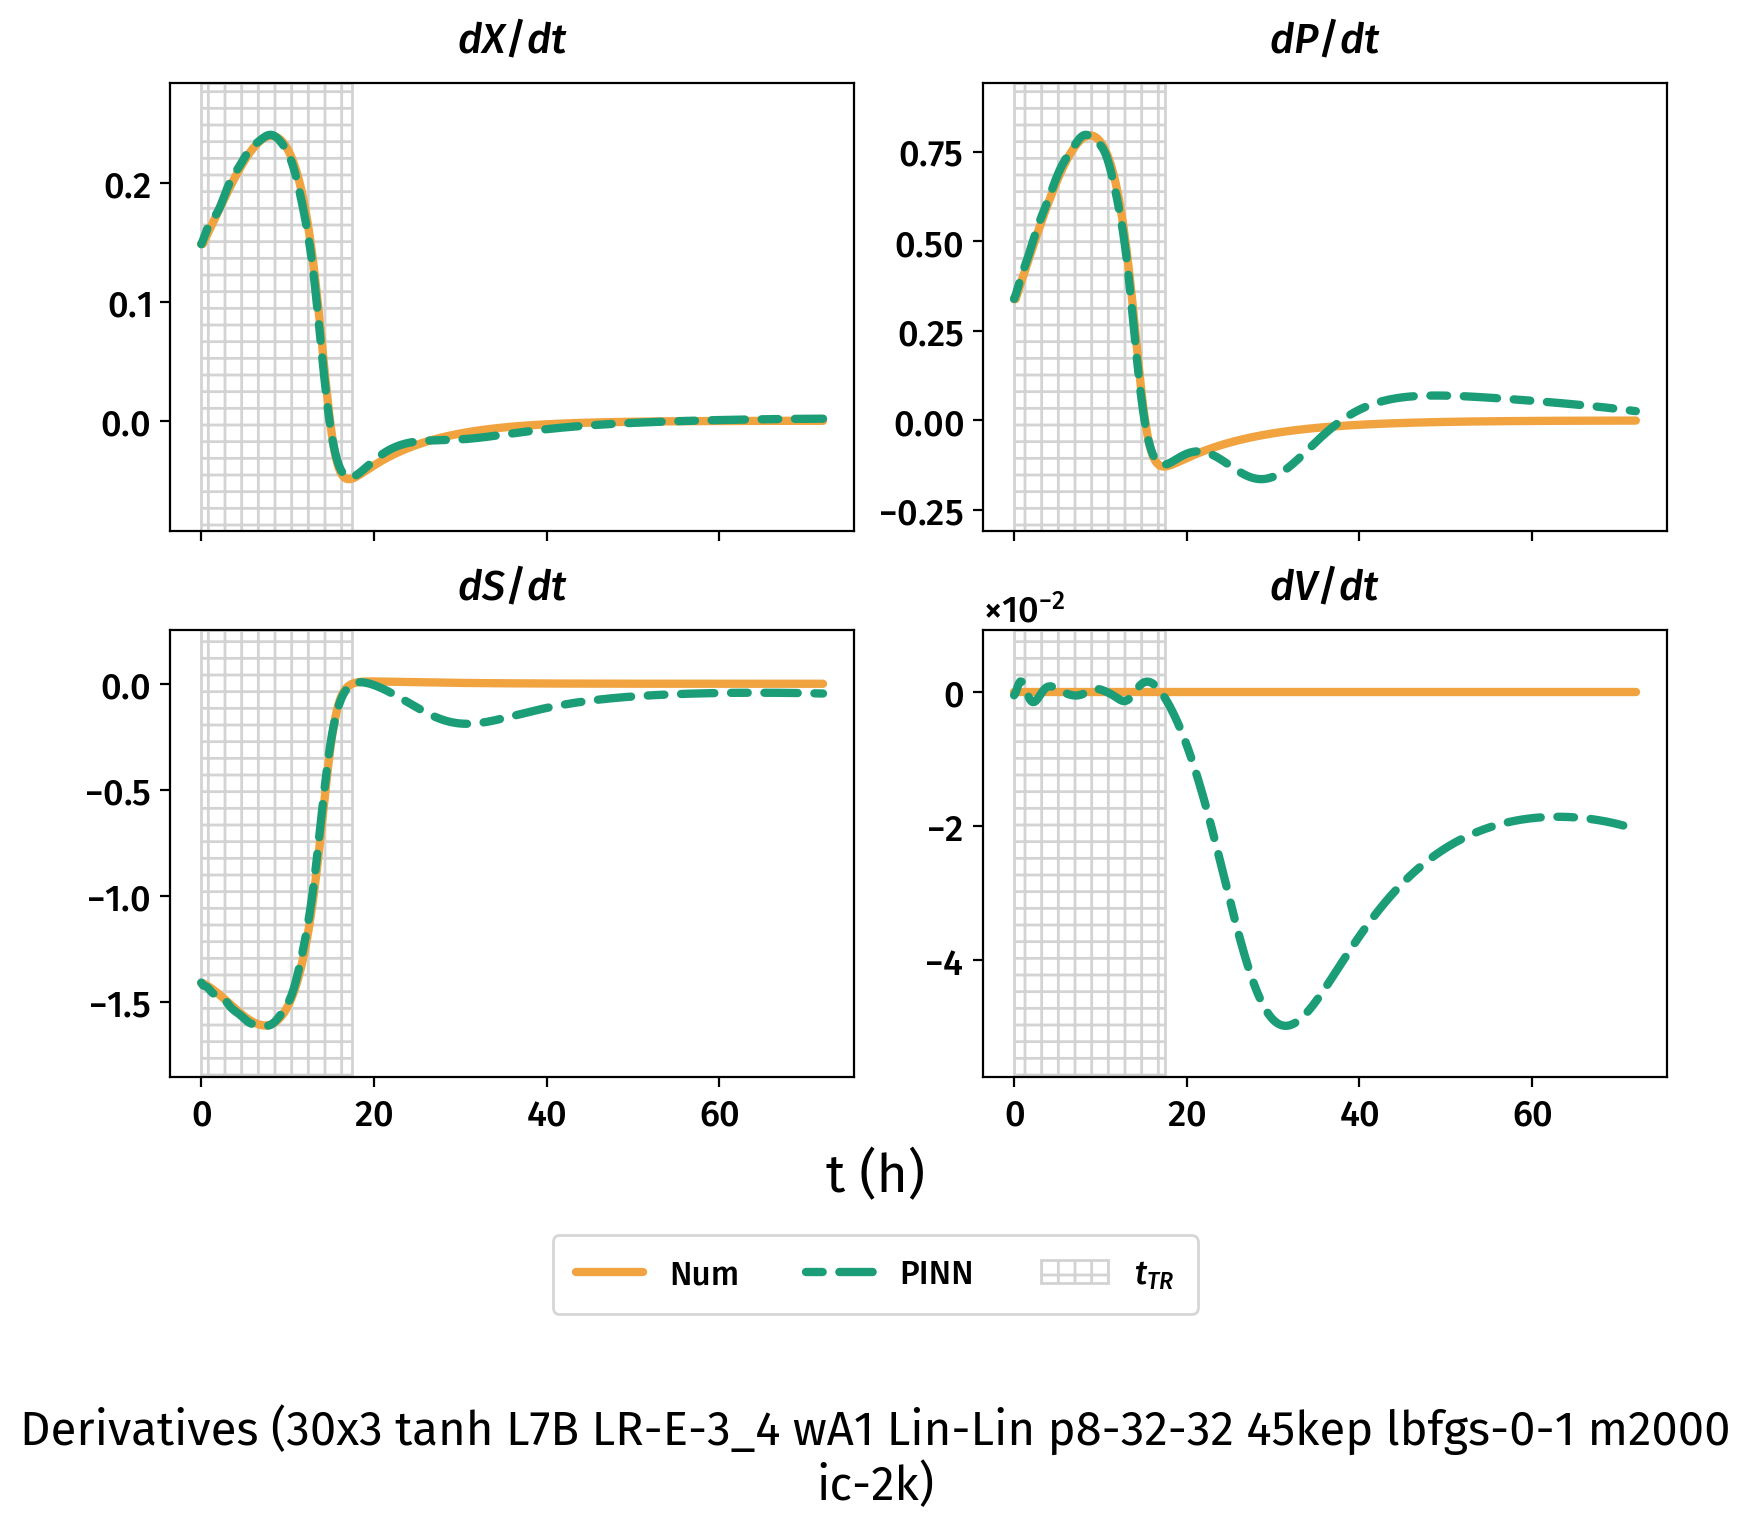 dX/dt
dP/dt
0.2
0.1
0.0
0.75
0.50
0.25
0.00
−0.25
dS/dt
dV/dt
×10⁻²
0.0
−0.5
−1.0
−1.5
0
−2
−4
0 20 40 60
0 20 40 60
t (h)
Num PINN t_TR
Derivatives (30x3 tanh L7B LR-E-3_4 wA1 Lin-Lin p8-32-32 45kep lbfgs-0-1 m2000
ic-2k)